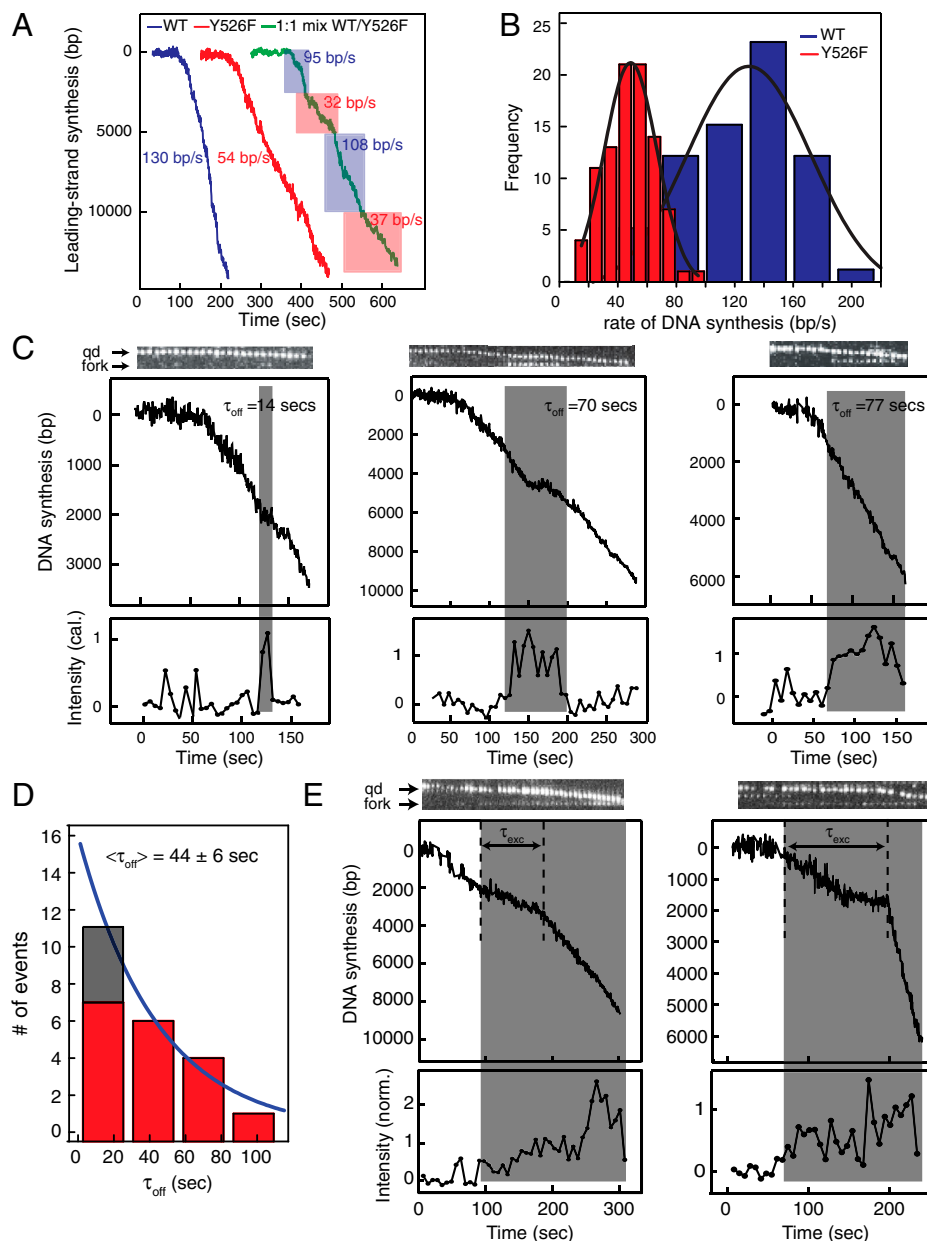 A
WT Y526F 1:1 mix WT/Y526F
Leading-strand synthesis (bp)
0
5000
10000
95 bp/s
32 bp/s
130 bp/s
54 bp/s
108 bp/s
37 bp/s
0 100 200 300 400 500 600
Time (sec)
B
WT
Y526F
Frequency
25
20
15
10
5
0
0 40 80 120 160 200
rate of DNA synthesis (bp/s)
C
qd
fork
DNA synthesis (bp)
0
1000
2000
3000
τoff =14 secs
Intensity (cal.)
1
0
0 50 100 150
Time (sec)
0
2000
4000
6000
8000
10000
τoff =70 secs
1
0
0 50 100 150 200 250 300
Time (sec)
0
2000
4000
6000
τoff =77 secs
1
0
0 50 100 150
Time (sec)
D
# of events
16
14
12
10
8
6
4
2
0
<τoff> = 44 ± 6 sec
0 20 40 60 80 100
τoff (sec)
E
qd
fork
DNA synthesis (bp)
0
2000
4000
6000
8000
10000
τexc
Intensity (norm.)
2
1
0
0 100 200 300
Time (sec)
0
1000
2000
3000
4000
5000
6000
τexc
1
0
0 100 200
Time (sec)